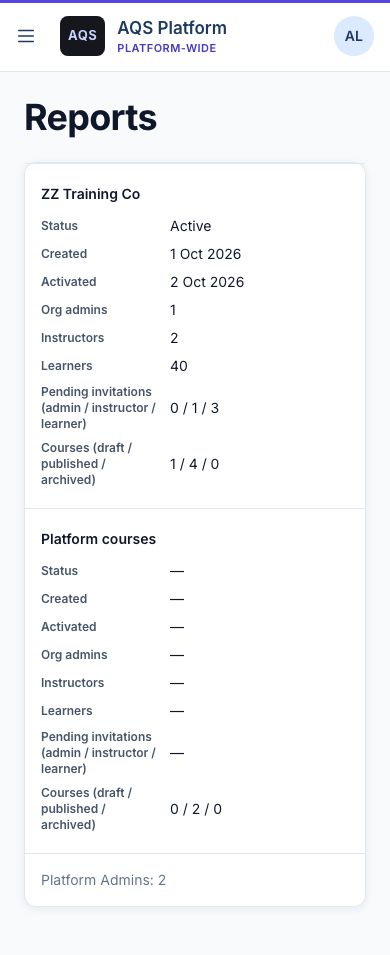 AQS
AQS Platform
PLATFORM-WIDE
AL
Reports
ZZ Training Co
Status Active
Created 1 Oct 2026
Activated 2 Oct 2026
Org admins 1
Instructors 2
Learners 40
Pending invitations
(admin / instructor / 0 / 1 / 3
learner)
Courses (draft /
published / 1 / 4 / 0
archived)
Platform courses
Status —
Created —
Activated —
Org admins —
Instructors —
Learners —
Pending invitations
(admin / instructor / —
learner)
Courses (draft /
published / 0 / 2 / 0
archived)
Platform Admins: 2